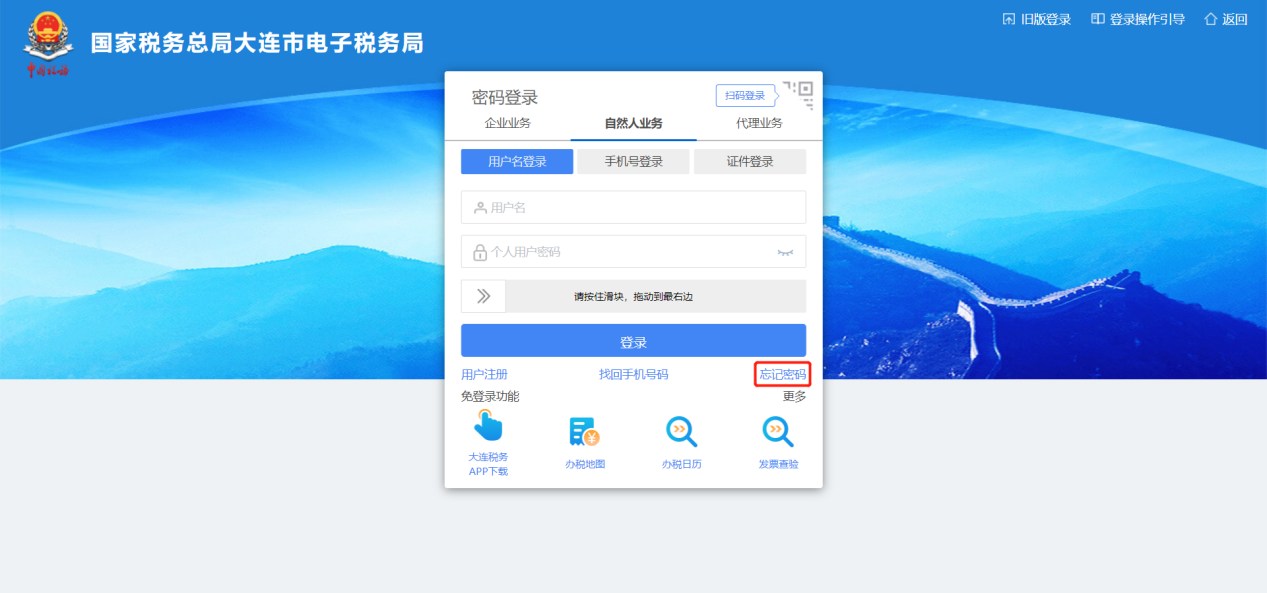 旧版登录 登录操作引导 返回
国家税务总局大连市电子税务局
中国税务
密码登录 扫码登录
企业业务 自然人业务 代理业务
用户名登录 手机号登录 证件登录
用户名
个人用户密码
请按住滑块，拖动到最右边
登录
用户注册 找回手机号码 忘记密码
免登录功能 更多
大连税务
APP下载
办税地图 办税日历 发票查验